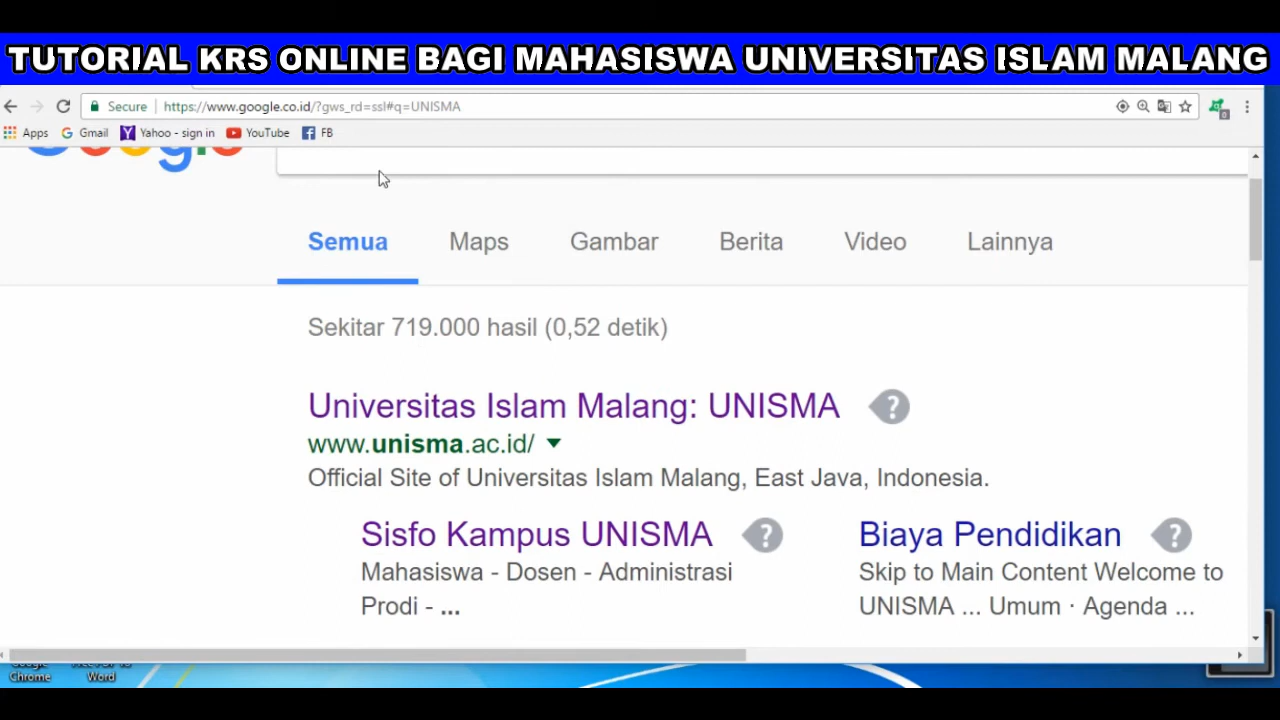 TUTORIAL KRS ONLINE BAGI MAHASISWA UNIVERSITAS ISLAM MALANG
Secure https://www.google.co.id/?gws_rd=ssl#q=UNISMA
Apps Gmail Yahoo - sign in YouTube FB
Google
Semua Maps Gambar Berita Video Lainnya
Sekitar 719.000 hasil (0,52 detik)
Universitas Islam Malang: UNISMA
www.unisma.ac.id/
Official Site of Universitas Islam Malang, East Java, Indonesia.
Sisfo Kampus UNISMA
Mahasiswa - Dosen - Administrasi
Prodi - ...
Biaya Pendidikan
Skip to Main Content Welcome to
UNISMA ... Umum · Agenda ...
Chrome
Word